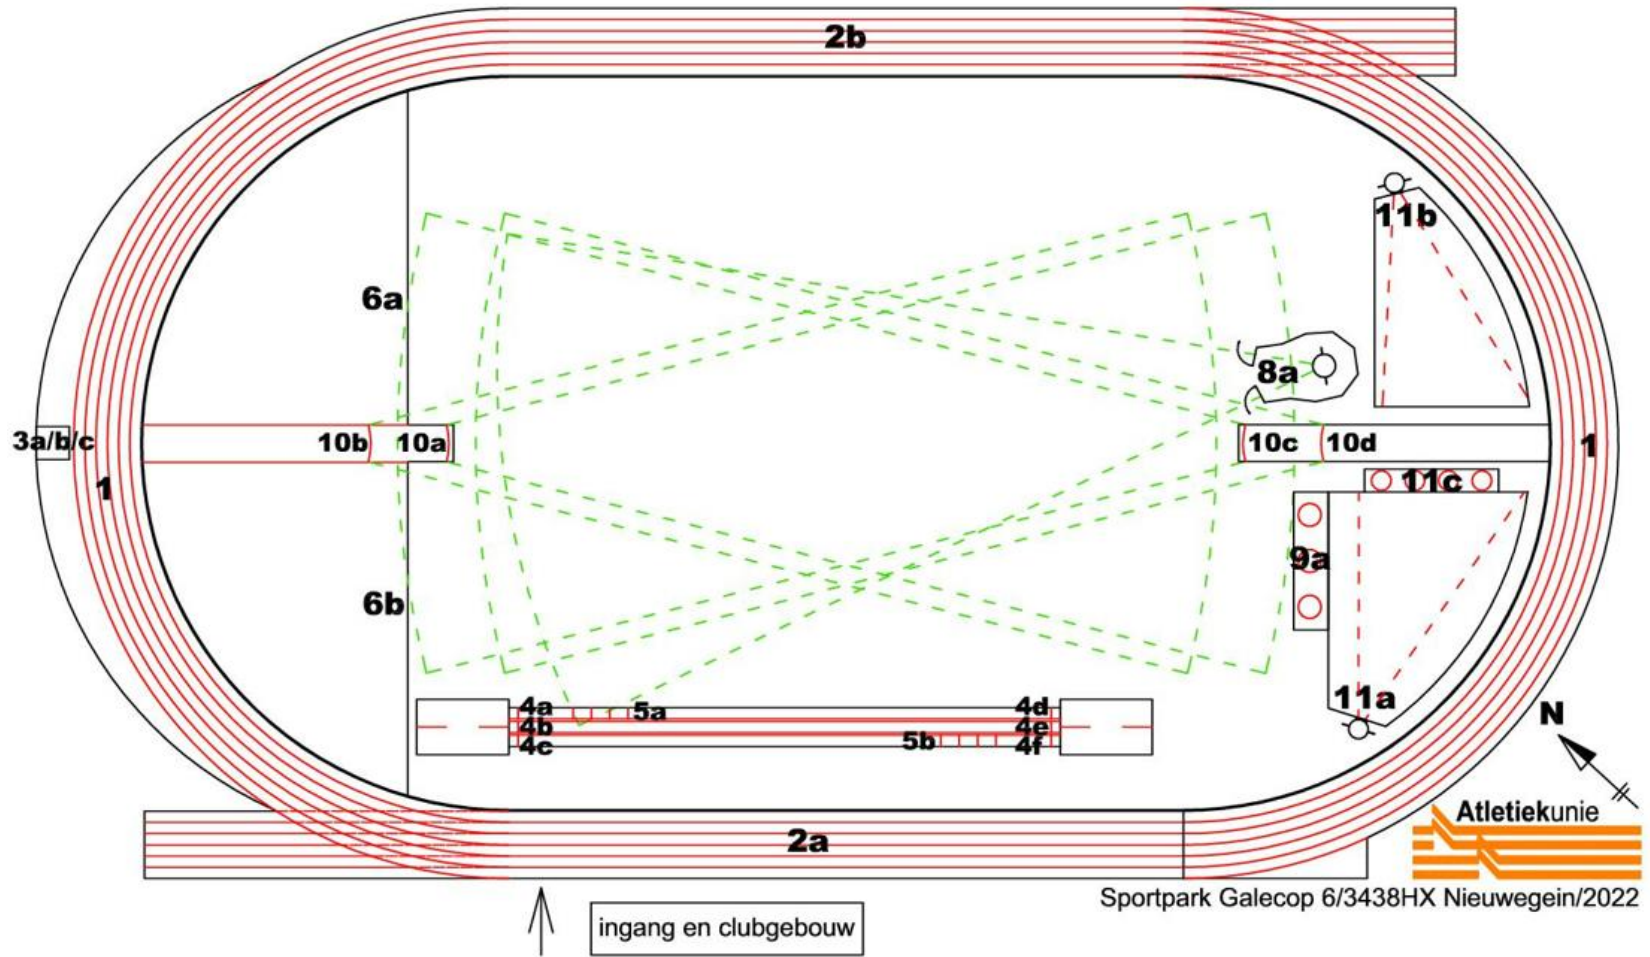 2b
11b
6a
8a
3a/b/c
10b
10a
10c
10d
1
1
11c
9a
6b
11a
4a
5a
4d
4b
4e
4c
5b
4f
N
2a
Atletiekunie
Sportpark Galecop 6/3438HX Nieuwegein/2022
ingang en clubgebouw